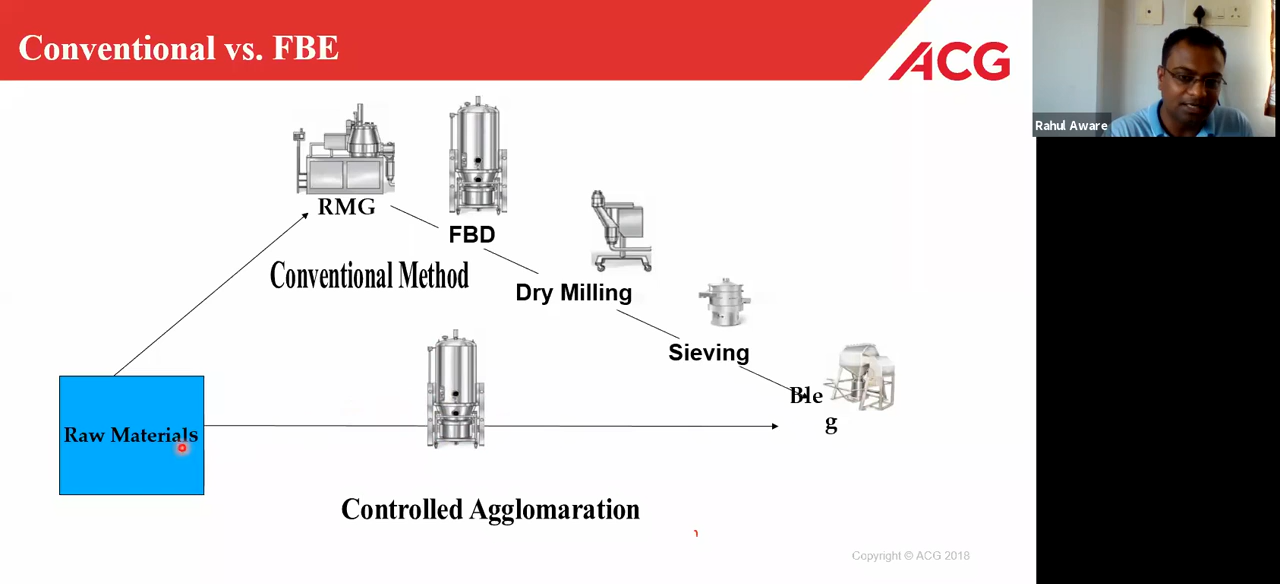 Conventional vs. FBE
ACG
Rahul Aware
RMG
FBD
Conventional Method
Dry Milling
Sieving
Ble
g
Raw Materials
Controlled Agglomaration
Copyright © ACG 2018